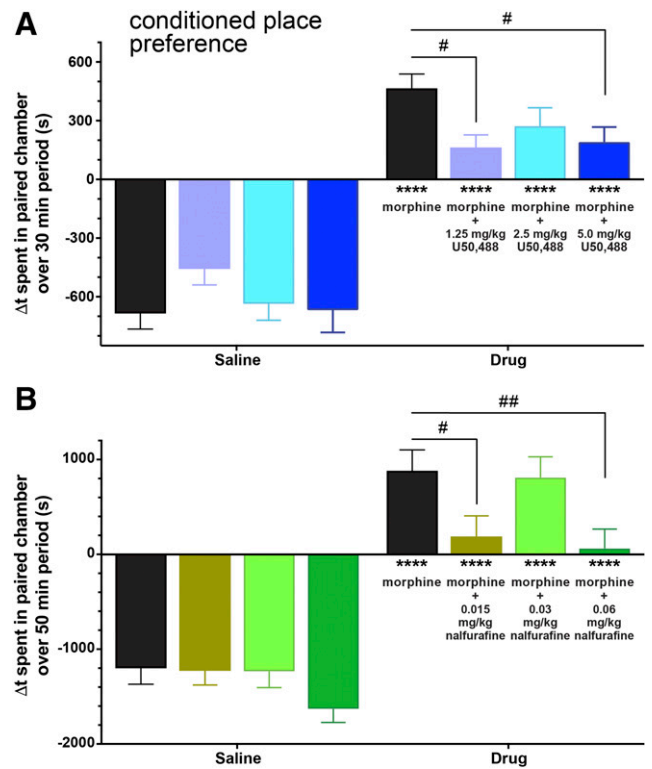 A
conditioned place
preference
Δt spent in paired chamber
over 30 min period (s)
600
300
0
-300
-600
#
#
****
****
****
****
morphine
morphine
+
1.25 mg/kg
U50,488
morphine
+
2.5 mg/kg
U50,488
morphine
+
5.0 mg/kg
U50,488
Saline
Drug
B
Δt spent in paired chamber
over 50 min period (s)
1000
0
-1000
-2000
##
#
****
****
****
****
morphine
morphine
+
0.015
mg/kg
nalfurafine
morphine
+
0.03
mg/kg
nalfurafine
morphine
+
0.06
mg/kg
nalfurafine
Saline
Drug